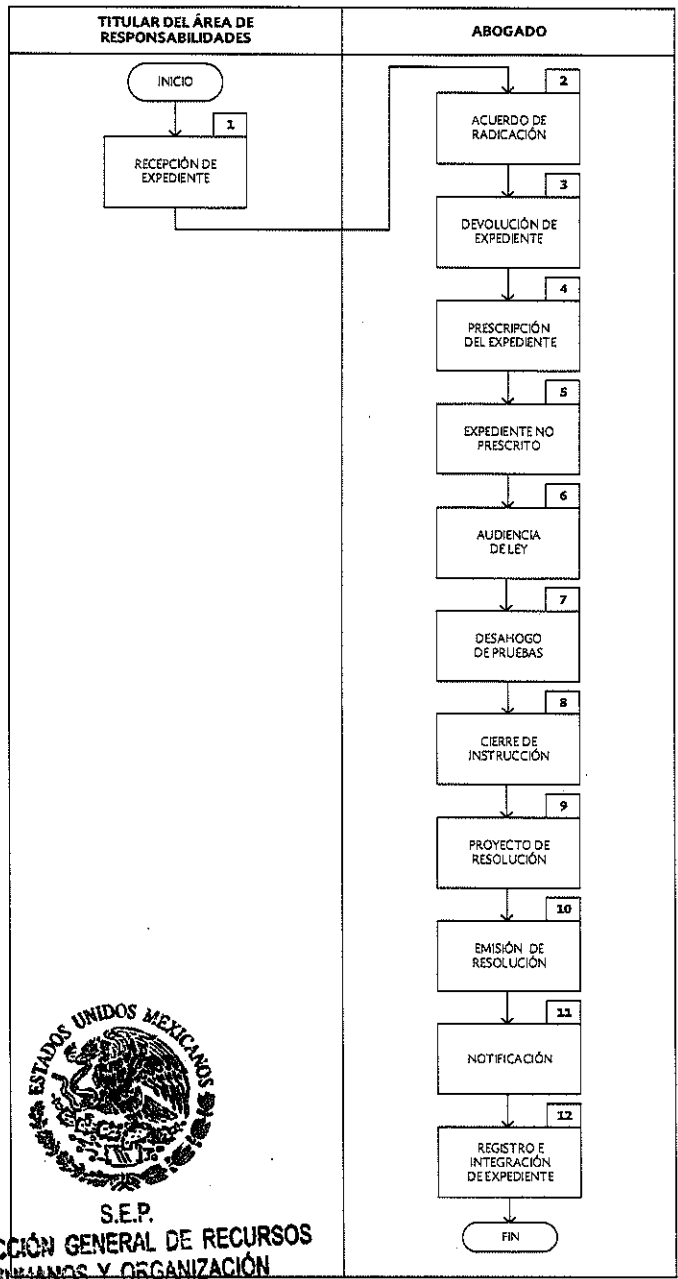 TITULAR DEL ÁREA DE
RESPONSABILIDADES
ABOGADO
INICIO
1
RECEPCIÓN DE
EXPEDIENTE
2
ACUERDO DE
RADICACIÓN
3
DEVOLUCIÓN DE
EXPEDIENTE
4
PRESCRIPCIÓN
DEL EXPEDIENTE
5
EXPEDIENTE NO
PRESCRITO
6
AUDIENCIA
DE LEY
7
DESAHOGO
DE PRUEBAS
8
CIERRE DE
INSTRUCCIÓN
9
PROYECTO DE
RESOLUCIÓN
10
EMISIÓN DE
RESOLUCIÓN
11
NOTIFICACIÓN
12
REGISTRO E
INTEGRACIÓN
DE EXPEDIENTE
FIN
ESTADOS UNIDOS MEXICANOS
S.E.P.
CCIÓN GENERAL DE RECURSOS
HUMANOS Y ORGANIZACIÓN